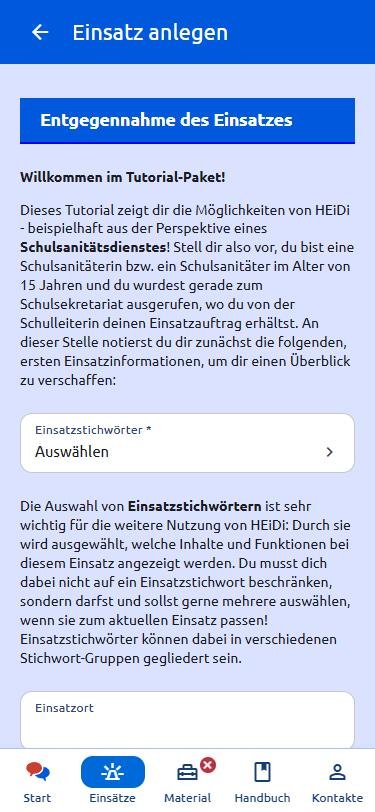 Einsatz anlegen
Entgegennahme des Einsatzes
Willkommen im Tutorial-Paket!
Dieses Tutorial zeigt dir die Möglichkeiten von HEiDi
- beispielhaft aus der Perspektive eines
Schulsanitätsdienstes! Stell dir also vor, du bist eine
Schulsanitäterin bzw. ein Schulsanitäter im Alter von
15 Jahren und du wurdest gerade zum
Schulsekretariat ausgerufen, wo du von der
Schulleiterin deinen Einsatzauftrag erhältst. An
dieser Stelle notierst du dir zunächst die folgenden,
ersten Einsatzinformationen, um dir einen Überblick
zu verschaffen:
Einsatzstichwörter *
Auswählen
Die Auswahl von Einsatzstichwörtern ist sehr
wichtig für die weitere Nutzung von HEiDi: Durch sie
wird ausgewählt, welche Inhalte und Funktionen bei
diesem Einsatz angezeigt werden. Du musst dich
dabei nicht auf ein Einsatzstichwort beschränken,
sondern darfst und sollst gerne mehrere auswählen,
wenn sie zum aktuellen Einsatz passen!
Einsatzstichwörter können dabei in verschiedenen
Stichwort-Gruppen gegliedert sein.
Einsatzort
Start Einsätze Material Handbuch Kontakte